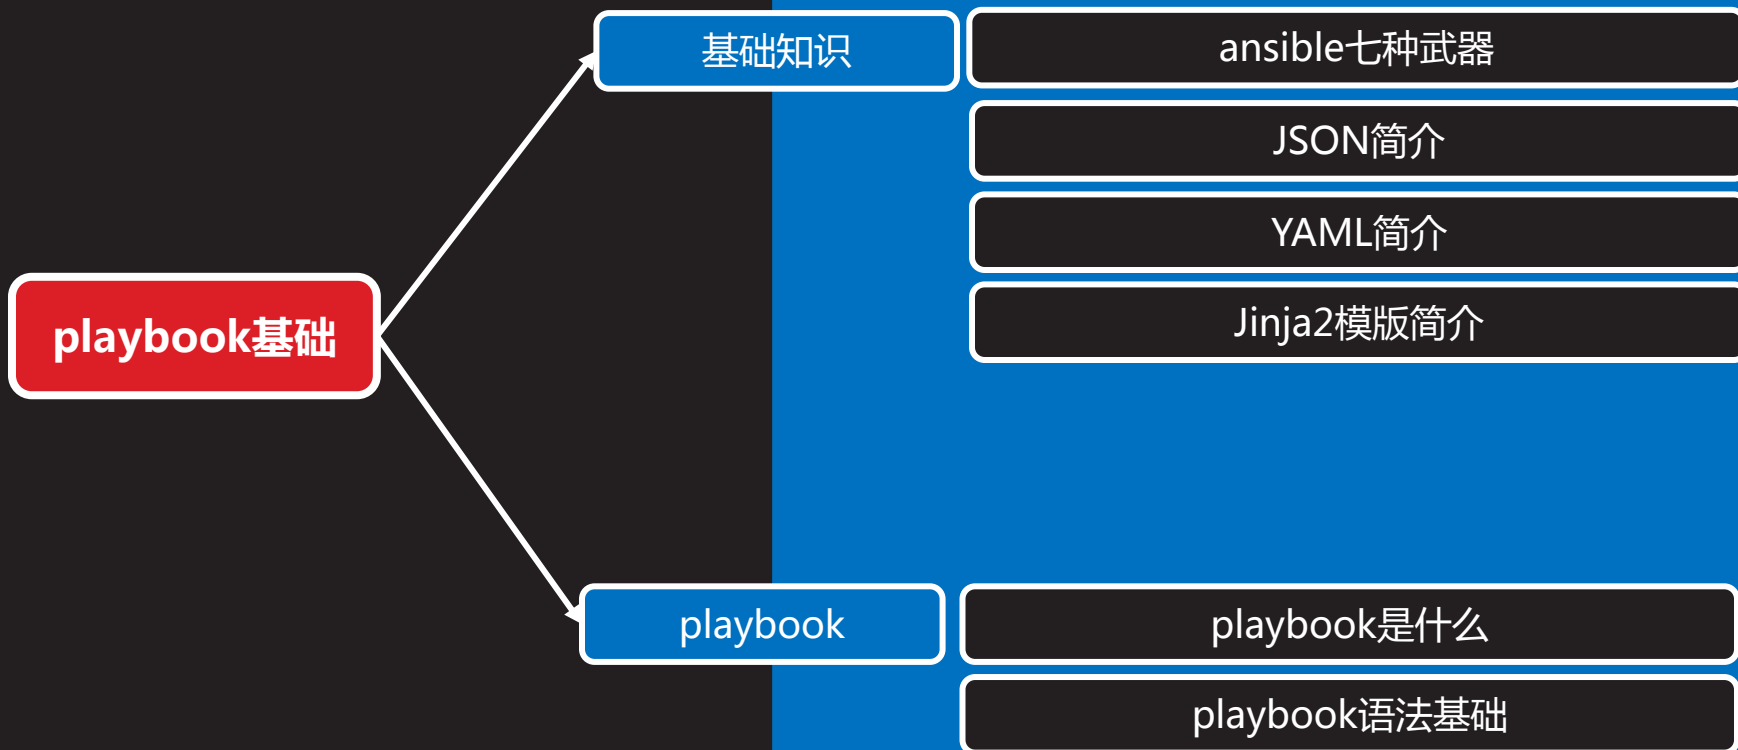 基础知识
ansible七种武器
JSON简介
YAML简介
Jinja2模版简介
playbook基础
playbook
playbook是什么
playbook语法基础